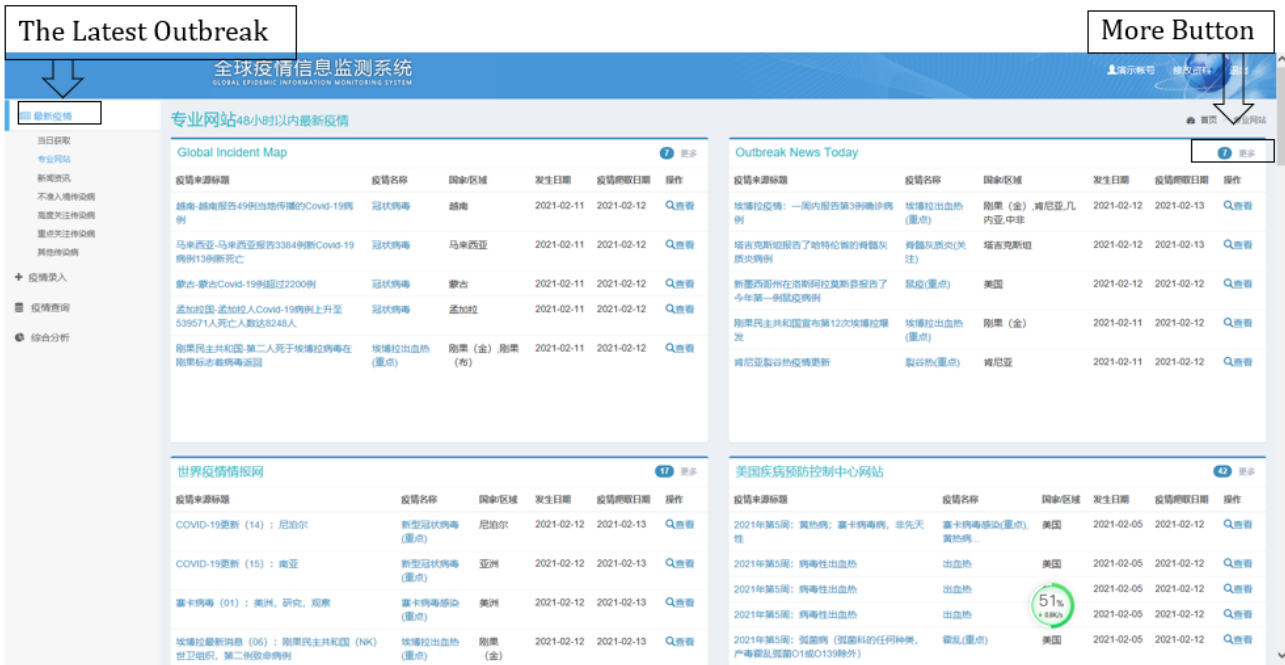 The Latest Outbreak
More Button
全球疫情信息监测系统
GLOBAL EPIDEMIC INFORMATION MONITORING SYSTEM
演示帐号 修改资料 退出
最新疫情
当日获取
专业网站
新闻资讯
不准入境传染病
高度关注传染病
重点关注传染病
其他传染病
疫情录入
疫情查询
综合分析
专业网站48小时以内最新疫情
首页 专业网站
Global Incident Map 7 更多
疫情来源标题 疫情名称 国家/区域 发生日期 疫情爬取日期 操作
越南-越南报告49例当地传播的Covid-19病 冠状病毒 越南 2021-02-11 2021-02-12 查看
例
马来西亚-马来西亚报告3384例新Covid-19 冠状病毒 马来西亚 2021-02-11 2021-02-12 查看
病例13例新死亡
蒙古-蒙古Covid-19例超过2200例 冠状病毒 蒙古 2021-02-11 2021-02-12 查看
孟加拉国-孟加拉人Covid-19病例上升至 冠状病毒 孟加拉 2021-02-11 2021-02-12 查看
539571人死亡人数达8248人
刚果民主共和国-第二人死于埃博拉病毒在 埃博拉出血热 刚果（金）,刚果 2021-02-11 2021-02-12 查看
刚果标志着病毒返回 (重点) （布）
Outbreak News Today 7 更多
疫情来源标题 疫情名称 国家/区域 发生日期 疫情爬取日期 操作
埃博拉疫情：一周内报告第3例确诊病 埃博拉出血热 刚果（金）,肯尼亚,几 2021-02-12 2021-02-13 查看
例 (重点) 内亚,中非
塔吉克斯坦报告了哈特伦省的脊髓灰 脊髓灰质炎(关 塔吉克斯坦 2021-02-12 2021-02-13 查看
质炎病例 注)
新墨西哥州在洛斯阿拉莫斯县报告了 鼠疫(重点) 美国 2021-02-12 2021-02-12 查看
今年第一例鼠疫病例
刚果民主共和国宣布第12次埃博拉爆 埃博拉出血热 刚果（金） 2021-02-11 2021-02-12 查看
发 (重点)
肯尼亚裂谷热疫情更新 裂谷热(重点) 肯尼亚 2021-02-11 2021-02-12 查看
世界疫情情报网 17 更多
疫情来源标题 疫情名称 国家/区域 发生日期 疫情爬取日期 操作
COVID-19更新（14）：尼泊尔 新型冠状病毒 尼泊尔 2021-02-12 2021-02-13 查看
(重点)
COVID-19更新（15）：南亚 新型冠状病毒 亚洲 2021-02-12 2021-02-13 查看
(重点)
寨卡病毒（01）：美洲，研究，观察 寨卡病毒感染 美洲 2021-02-12 2021-02-13 查看
(重点)
埃博拉最新消息（06）：刚果民主共和国（NK） 埃博拉出血热 刚果 2021-02-12 2021-02-13 查看
世卫组织，第二例致命病例 (重点) （金）
美国疾病预防控制中心网站 42 更多
疫情来源标题 疫情名称 国家/区域 发生日期 疫情爬取日期 操作
2021年第5周：黄热病；寨卡病毒病，非先天 寨卡病毒感染(重点), 美国 2021-02-05 2021-02-12 查看
性 黄热病...
2021年第5周：病毒性出血热 出血热 美国 2021-02-05 2021-02-12 查看
2021年第5周：病毒性出血热 出血热 2021-02-05 2021-02-12 查看
2021年第5周：病毒性出血热 出血热 2021-02-05 2021-02-12 查看
2021年第5周：弧菌病（弧菌科的任何种类， 霍乱(重点) 美国 2021-02-05 2021-02-12 查看
产毒霍乱弧菌O1或O139除外）
51%
0.8K/s